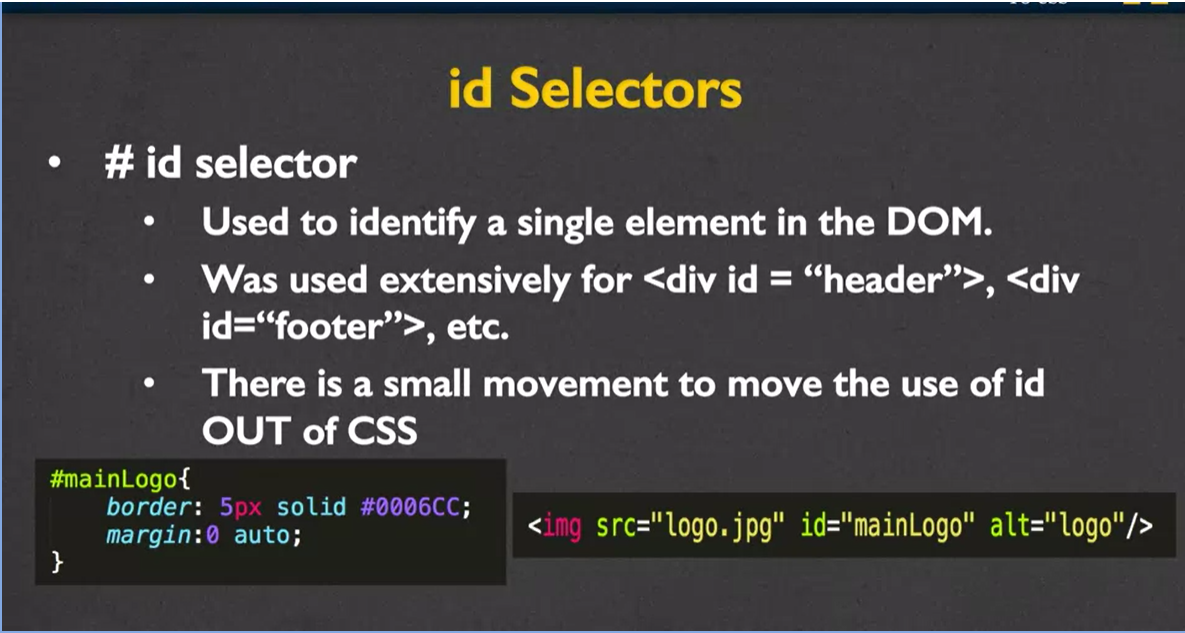 id Selectors
• # id selector
• Used to identify a single element in the DOM.
• Was used extensively for <div id = “header”>, <div
id=“footer”>, etc.
• There is a small movement to move the use of id
OUT of CSS
#mainLogo{
border: 5px solid #0006CC;
margin:0 auto;
}
<img src="logo.jpg" id="mainLogo" alt="logo"/>